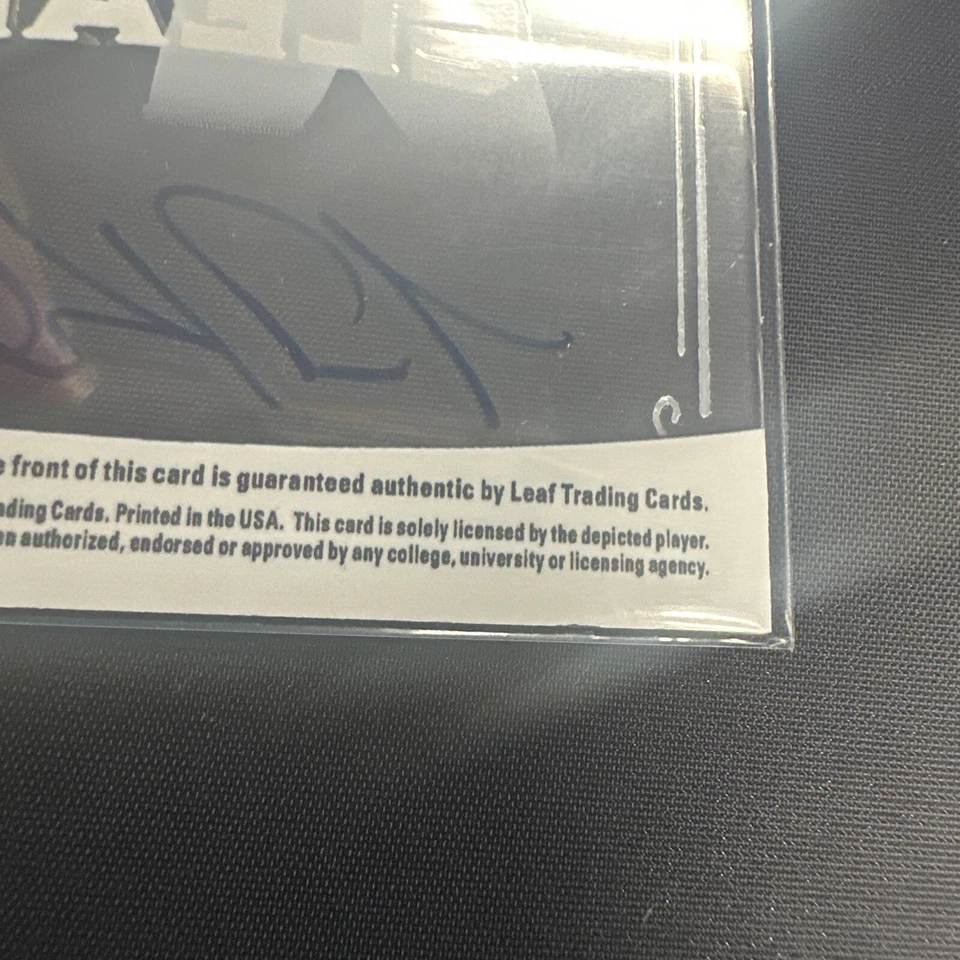 front of this card is guaranteed authentic by Leaf Trading Cards.
ading Cards. Printed in the USA. This card is solely licensed by the depicted player.
en authorized, endorsed or approved by any college, university or licensing agency.